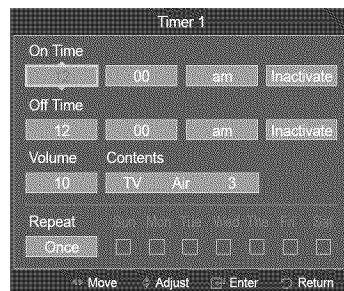 Timer 1
On Time
12 00 am Inactivate
Off Time
12 00 am Inactivate
Volume Contents
10 TV Air 3
Repeat Sun Mon Tue Wed Thu Fri Sat
Once
Move Adjust Enter Return